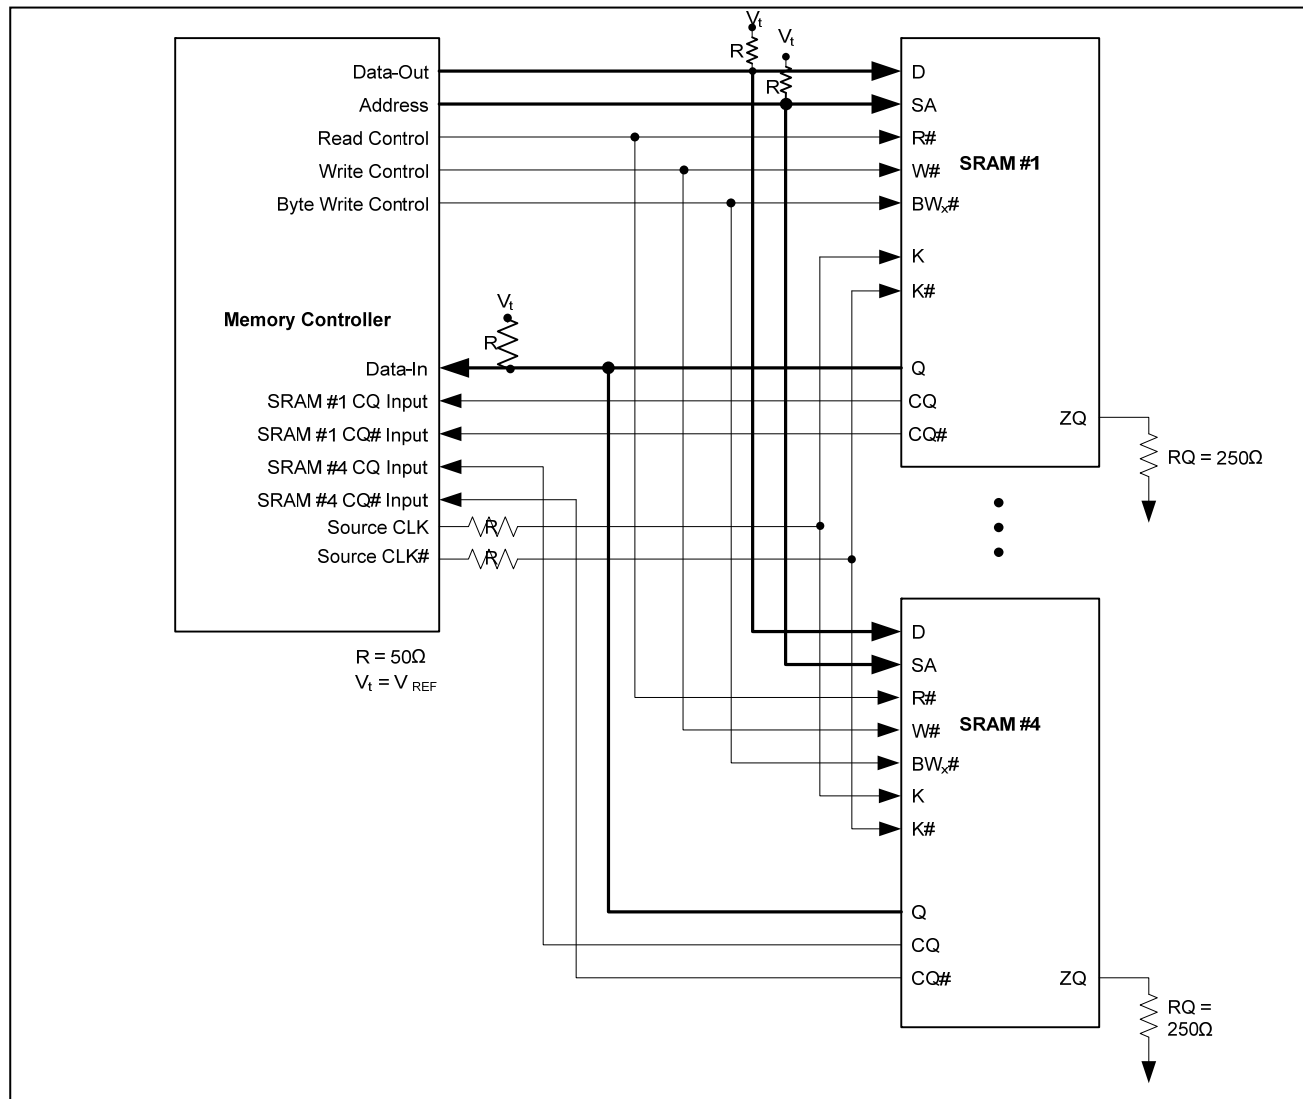 Vt
R
Vt
R
Data-Out
Address
Read Control
Write Control
Byte Write Control
Memory Controller
Vt
R
Data-In
SRAM #1 CQ Input
SRAM #1 CQ# Input
SRAM #4 CQ Input
SRAM #4 CQ# Input
Source CLK
R
Source CLK#
R
R = 50Ω
Vt = V REF
D
SA
R#
W#
BWx#
K
K#
SRAM #1
Q
CQ
CQ#
ZQ
RQ = 250Ω
D
SA
R#
W#
BWx#
K
K#
SRAM #4
Q
CQ
CQ#
ZQ
RQ =
250Ω